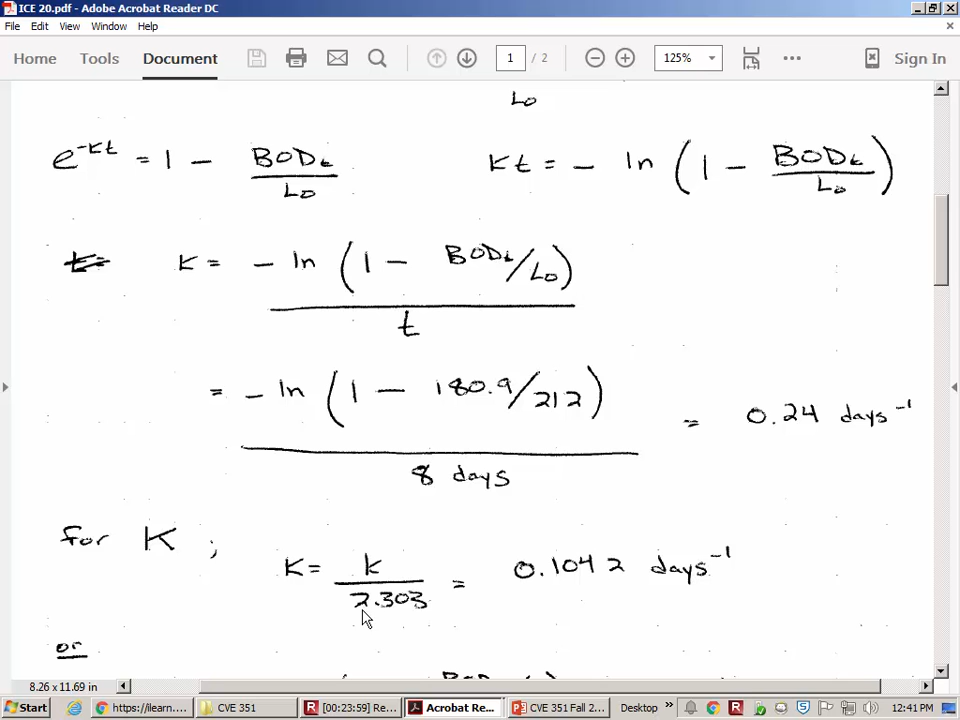 ICE 20.pdf - Adobe Acrobat Reader DC
File Edit View Window Help
Home Tools Document 1 / 2 125% Sign In
Lo
e^-kt = 1 - BODt/Lo kt = - ln (1 - BODt/Lo)
k = - ln (1 - BODt/Lo) / t
= - ln (1 - 180.9/212) / 8 days = 0.24 days^-1
for K ;
K = k / 2.303 = 0.1042 days^-1
or
8.26 x 11.69 in
Start https://learn.... CVE 351 [00:23:59] Re... Adobe Acrobat Re... CVE 351 Fall 2... Desktop » 12:41 PM